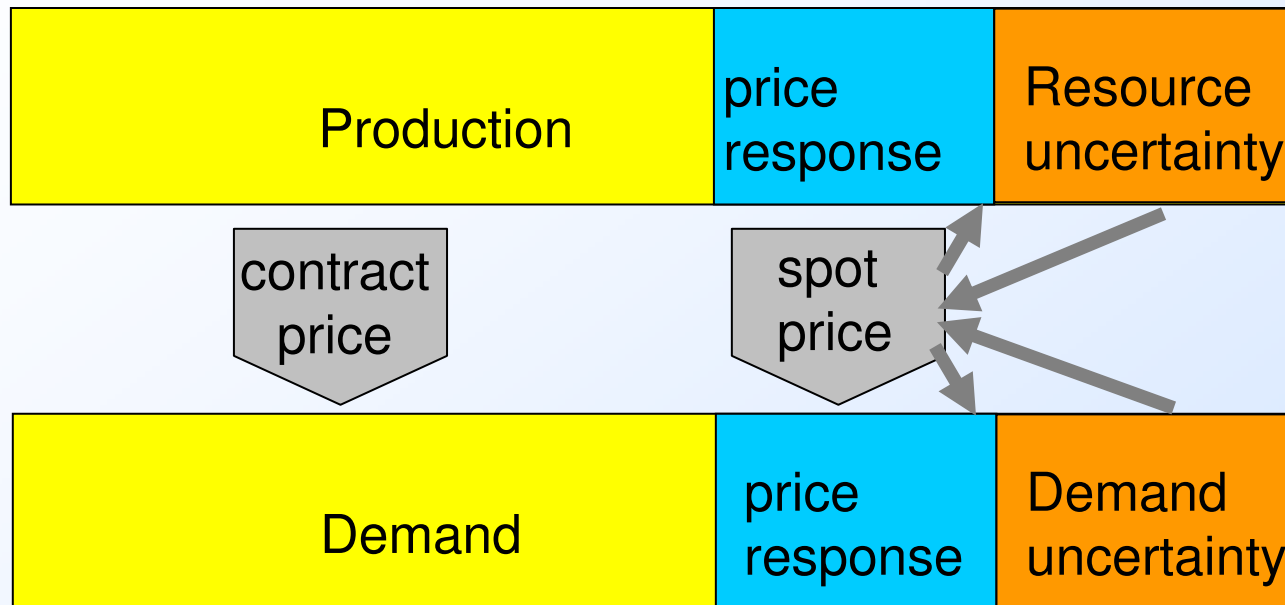 Production
price
response
Resource
uncertainty
contract
price
spot
price
Demand
price
response
Demand
uncertainty